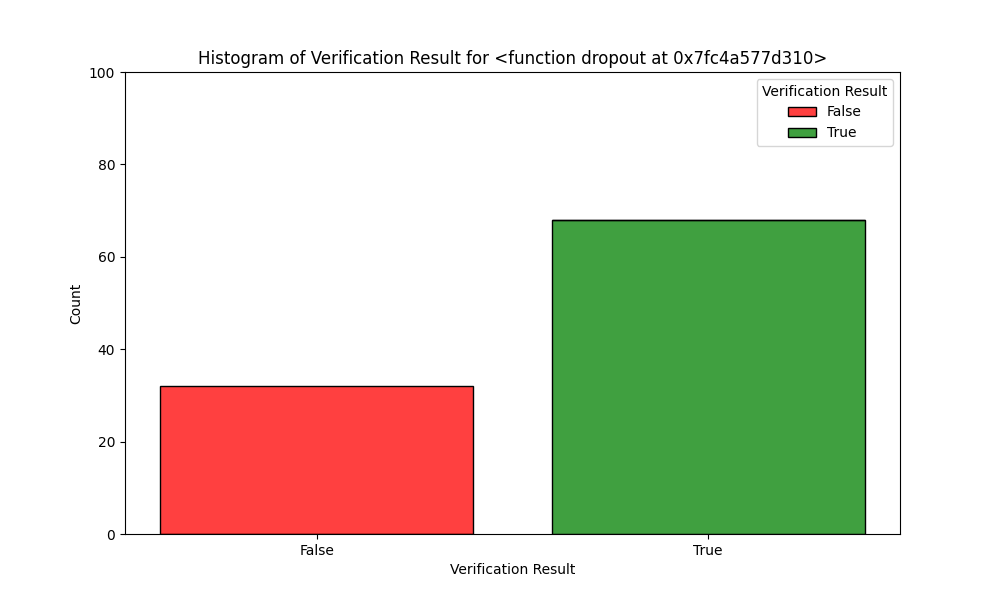 Histogram of Verification Result for <function dropout at 0x7fc4a577d310>
100
80
60
40
20
0
Count
Verification Result
False
True
False
True
Verification Result